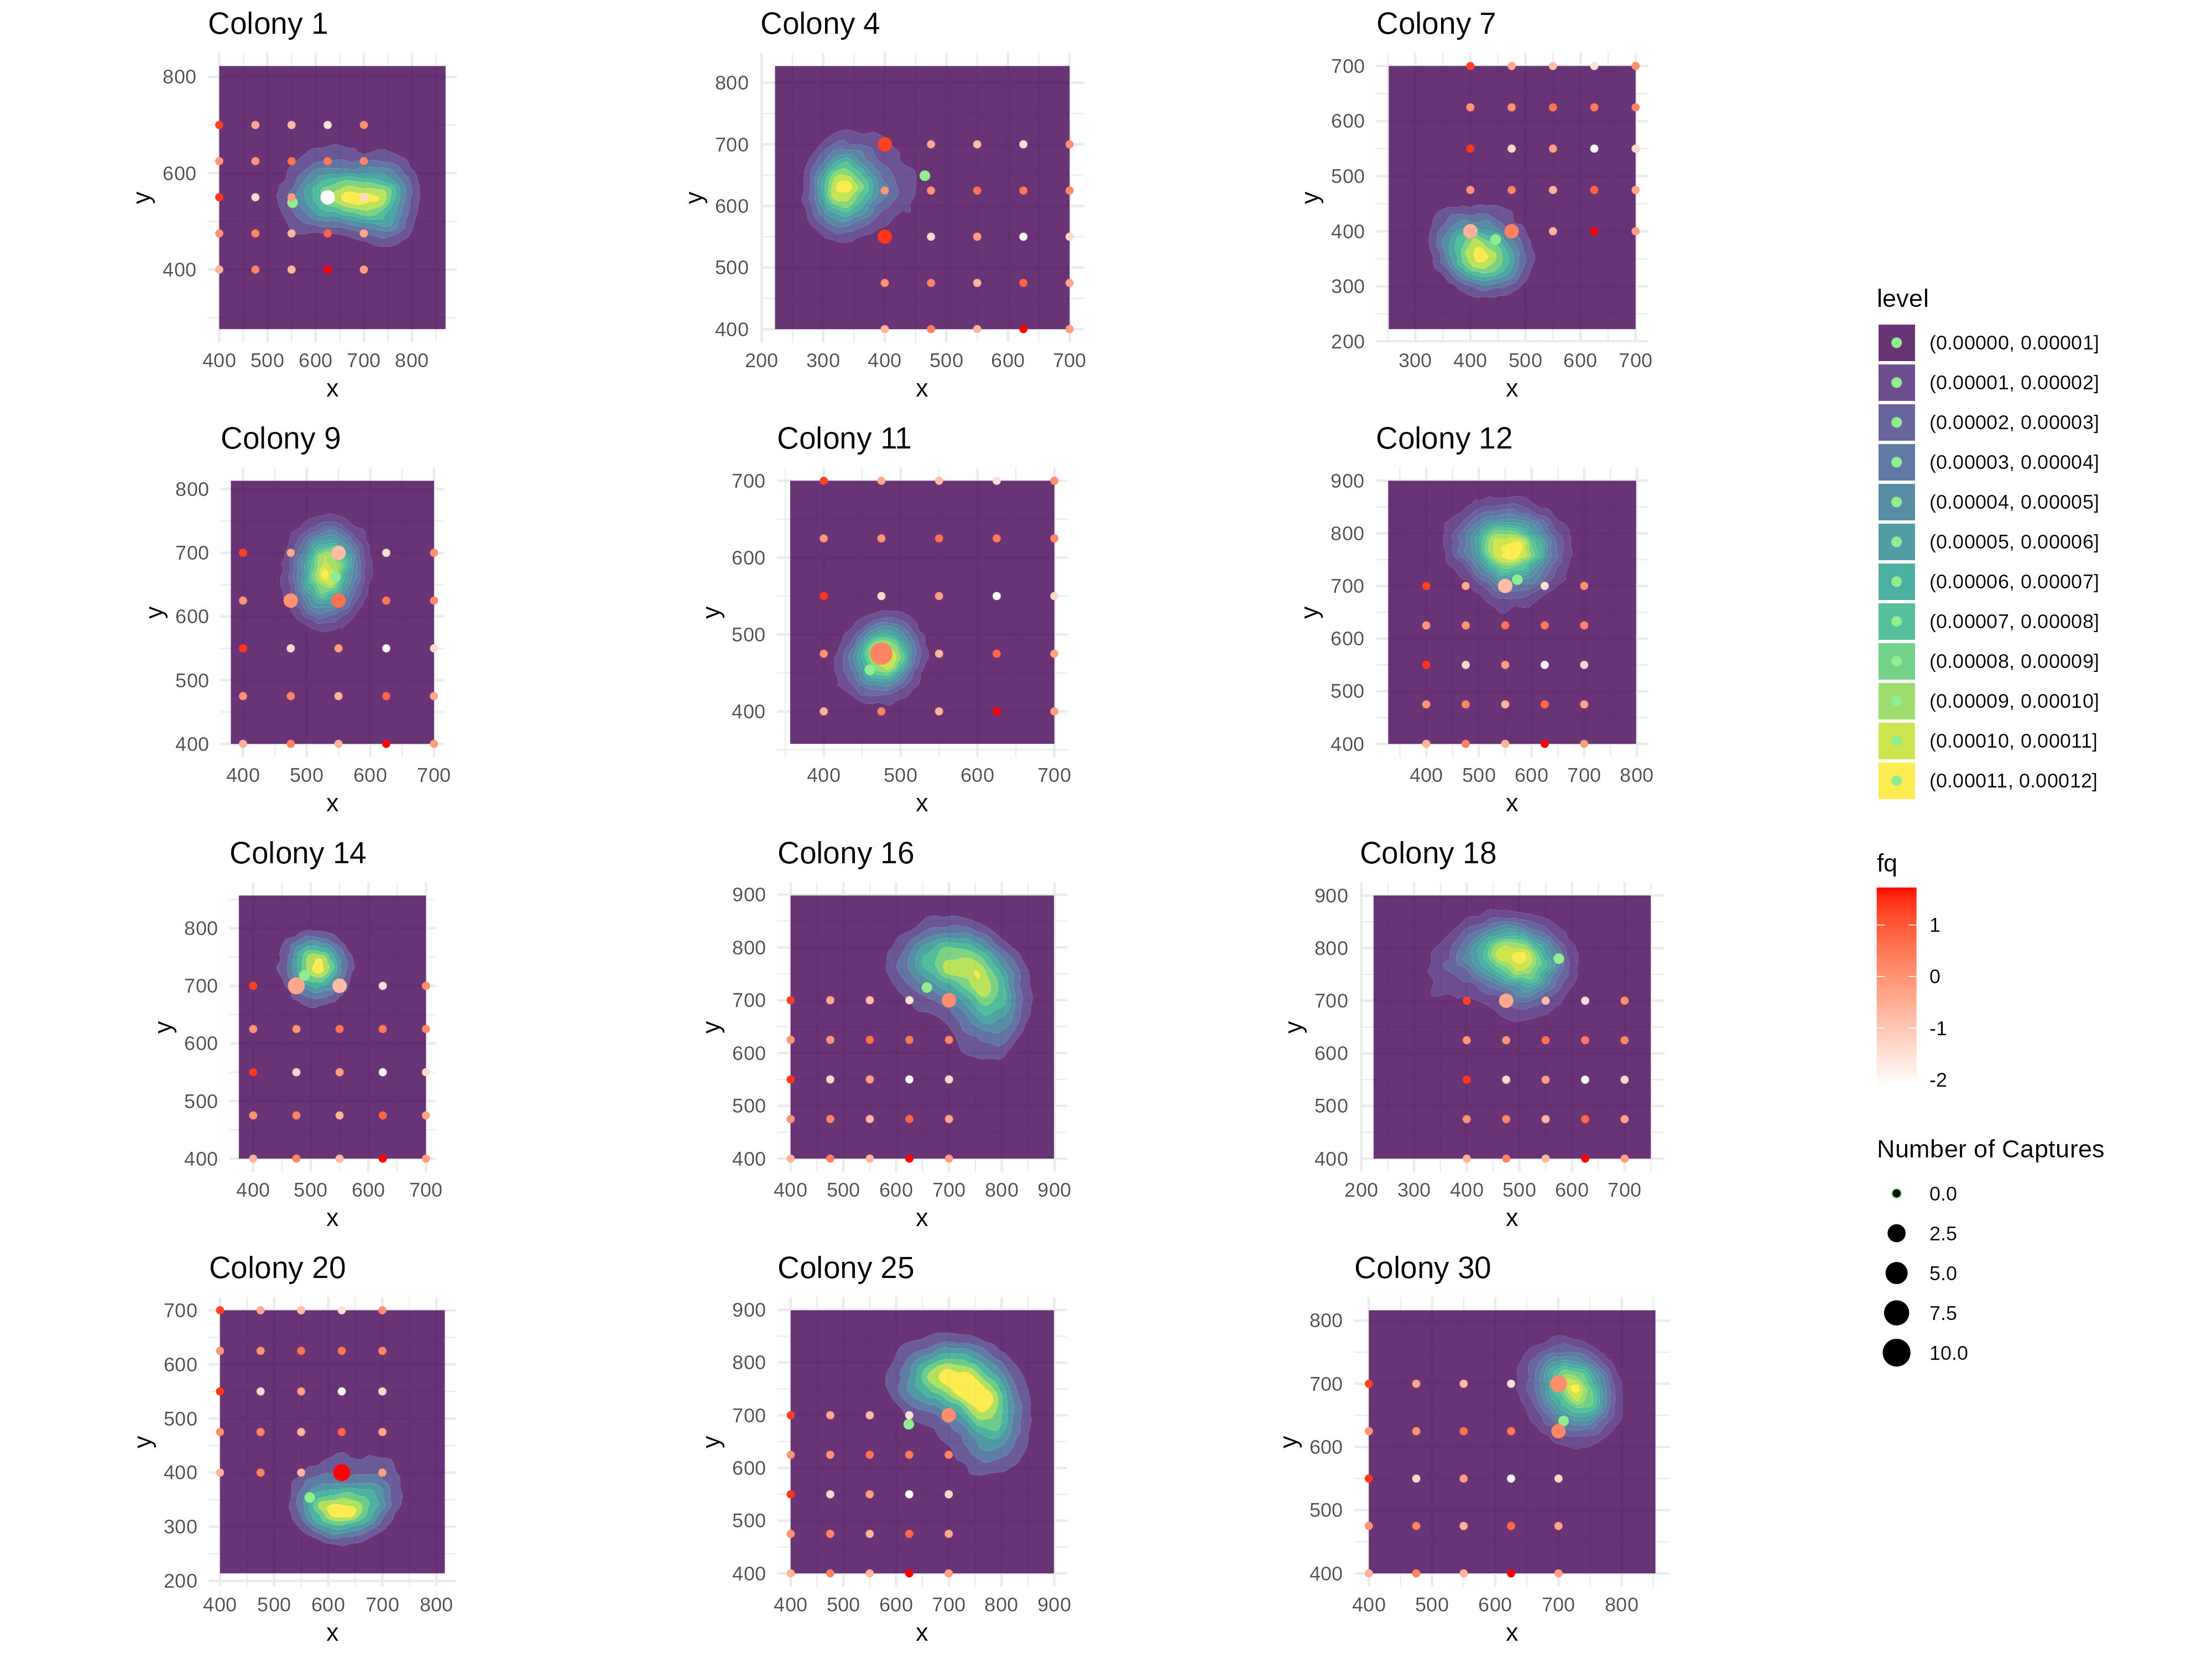 Colony 1
800
600
400
y
400 500 600 700 800
x
Colony 4
800
700
600
500
400
y
200 300 400 500 600 700
x
Colony 7
700
600
500
400
300
200
y
300 400 500 600 700
x
Colony 9
800
700
600
500
400
y
400 500 600 700
x
Colony 11
700
600
500
400
y
400 500 600 700
x
Colony 12
900
800
700
600
500
400
y
400 500 600 700 800
x
Colony 14
800
700
600
500
400
y
400 500 600 700
x
Colony 16
900
800
700
600
500
400
y
400 500 600 700 800 900
x
Colony 18
900
800
700
600
500
400
y
200 300 400 500 600 700
x
Colony 20
700
600
500
400
300
200
y
400 500 600 700 800
x
Colony 25
900
800
700
600
500
400
y
400 500 600 700 800 900
x
Colony 30
800
700
600
500
400
y
400 500 600 700 800
x
level
(0.00000, 0.00001]
(0.00001, 0.00002]
(0.00002, 0.00003]
(0.00003, 0.00004]
(0.00004, 0.00005]
(0.00005, 0.00006]
(0.00006, 0.00007]
(0.00007, 0.00008]
(0.00008, 0.00009]
(0.00009, 0.00010]
(0.00010, 0.00011]
(0.00011, 0.00012]
fq
1
0
-1
-2
Number of Captures
0.0
2.5
5.0
7.5
10.0